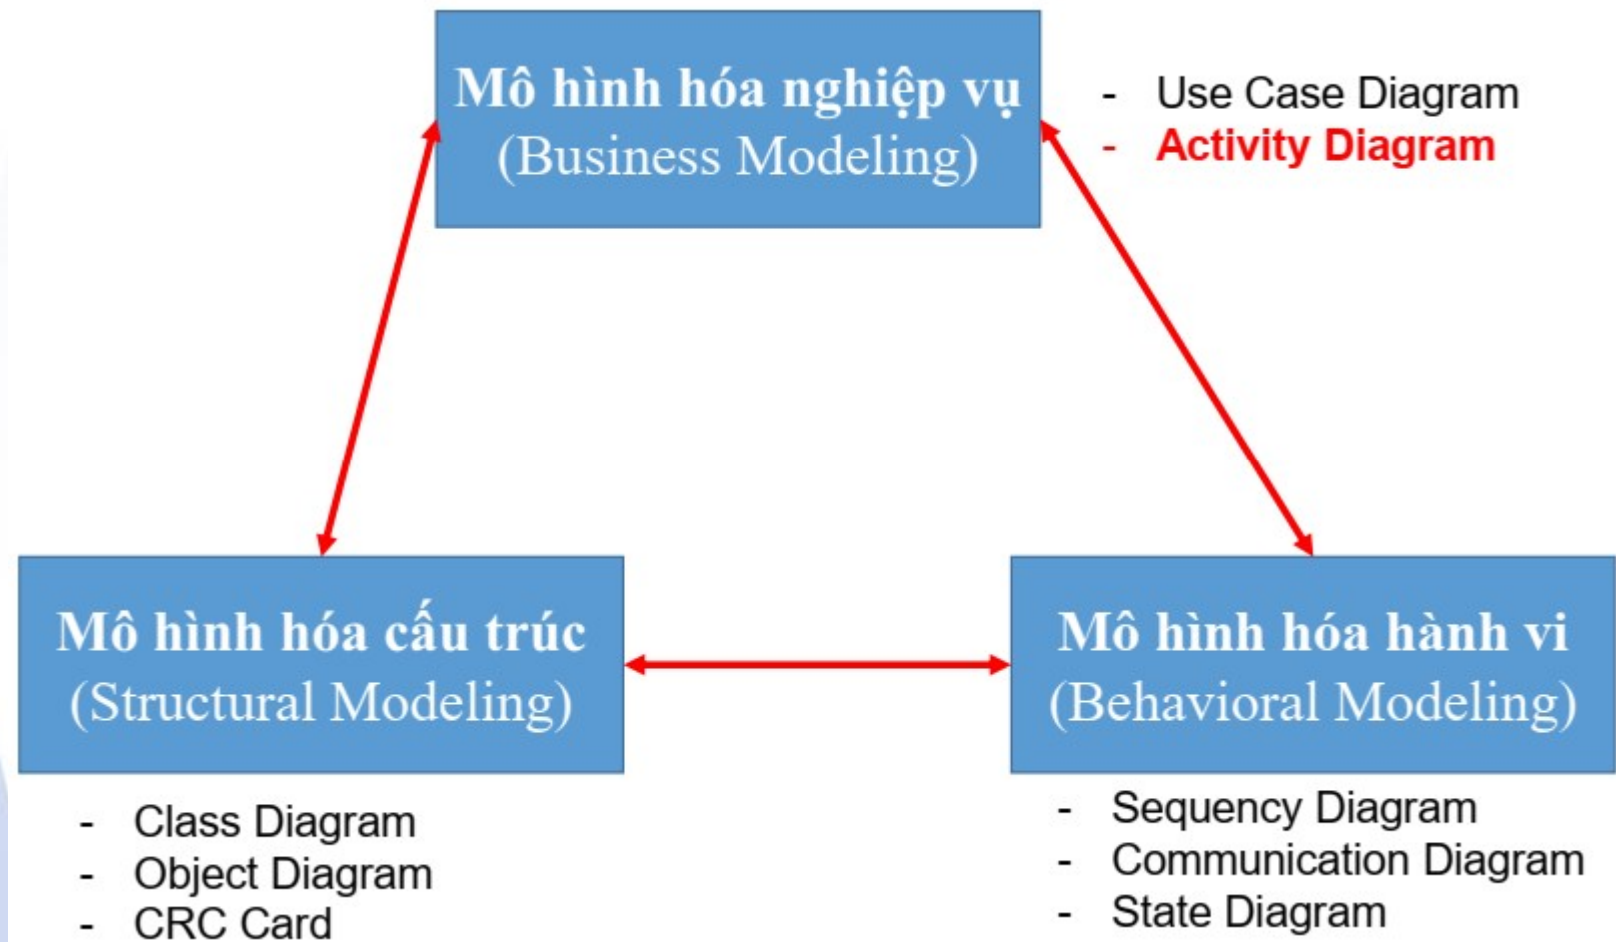 Mô hình hóa nghiệp vụ
(Business Modeling)
- Use Case Diagram
- Activity Diagram
Mô hình hóa cấu trúc
(Structural Modeling)
- Class Diagram
- Object Diagram
- CRC Card
Mô hình hóa hành vi
(Behavioral Modeling)
- Sequency Diagram
- Communication Diagram
- State Diagram